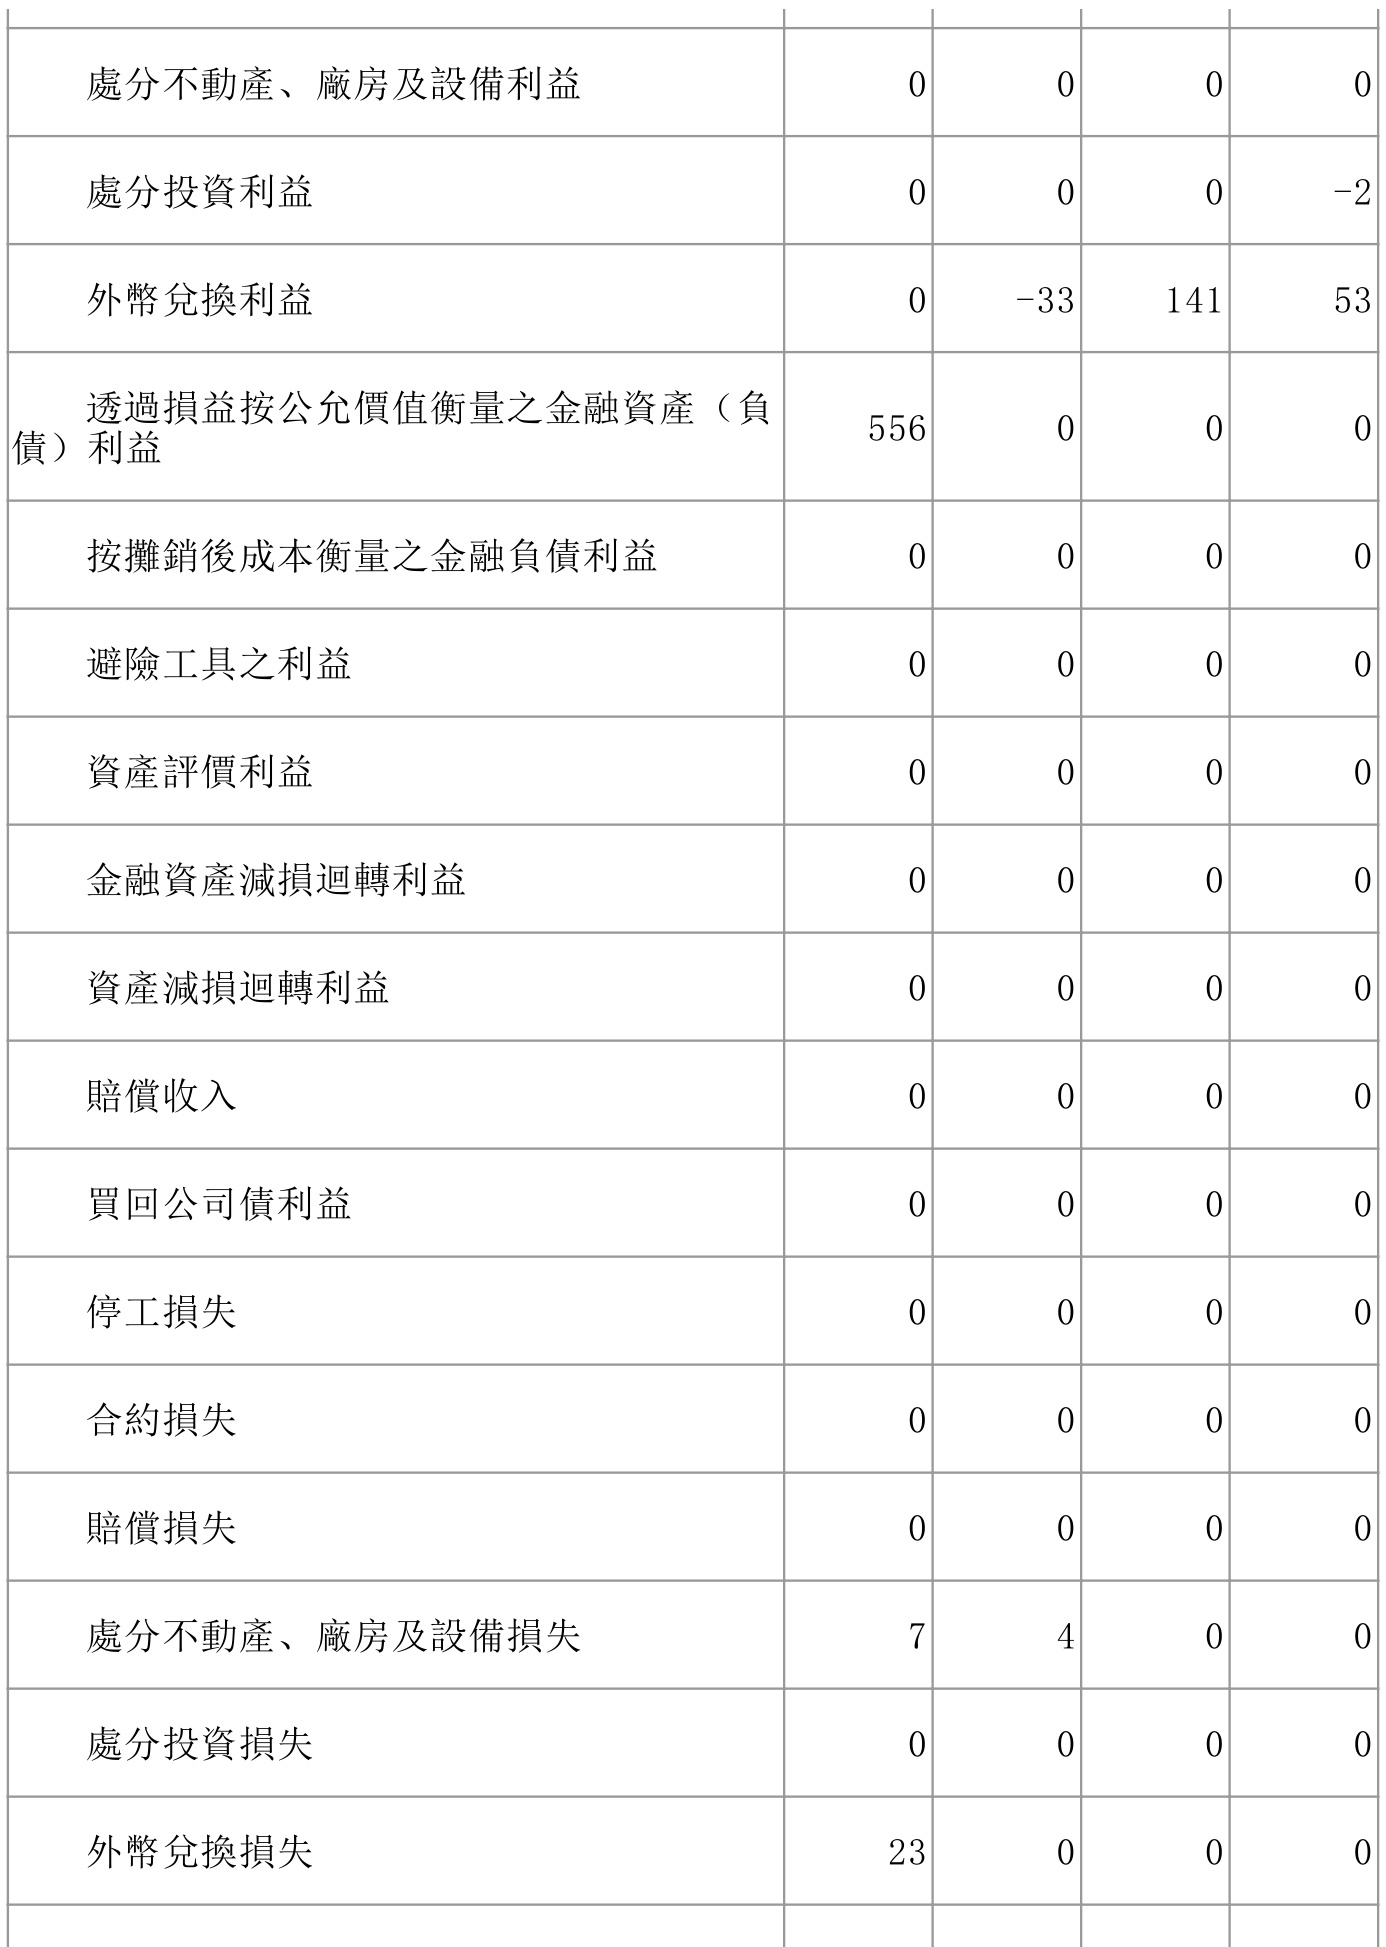 處分不動產、廠房及設備利益 0 0 0 0
處分投資利益 0 0 0 -2
外幣兌換利益 0 -33 141 53
透過損益按公允價值衡量之金融資產（負
債）利益 556 0 0 0
按攤銷後成本衡量之金融負債利益 0 0 0 0
避險工具之利益 0 0 0 0
資產評價利益 0 0 0 0
金融資產減損迴轉利益 0 0 0 0
資產減損迴轉利益 0 0 0 0
賠償收入 0 0 0 0
買回公司債利益 0 0 0 0
停工損失 0 0 0 0
合約損失 0 0 0 0
賠償損失 0 0 0 0
處分不動產、廠房及設備損失 7 4 0 0
處分投資損失 0 0 0 0
外幣兌換損失 23 0 0 0